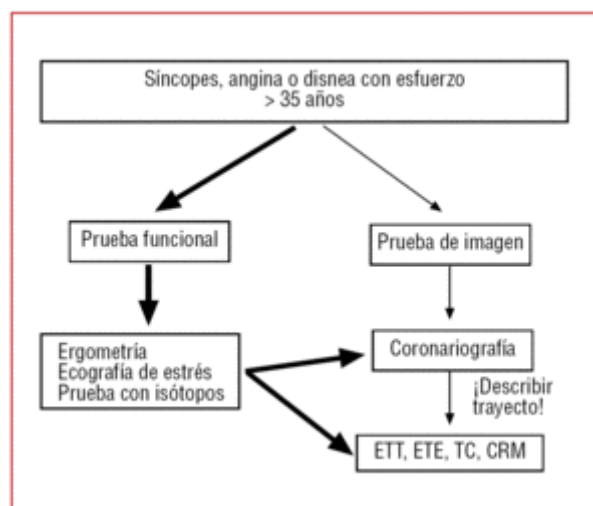 Síncopes, angina o disnea con esfuerzo
> 35 años
Prueba funcional
Prueba de imagen
Ergometría
Ecografía de estrés
Prueba con isótopos
Coronariografía
¡Describir
trayecto!
ETT, ETE, TC, CRM